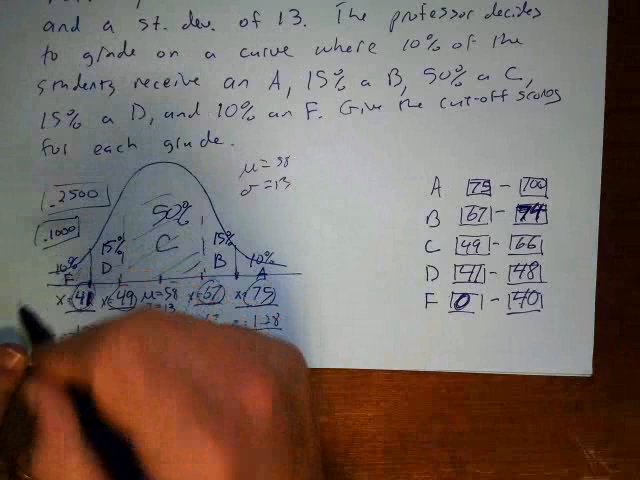 and a st. dev. of 13. The professor decides
to grade on a curve where 10% of the
students receive an A, 15% a B, 50% a C,
15% a D, and 10% an F. Give the cut-off scores
for each grade.
μ=58
σ=13
.2500
.1000
50%
C
15%
D
15%
B
10%
F
10%
A
x=41 x=49 μ=58 x=67 x=75
1.28
A 75 - 100
B 67 - 74
C 49 - 66
D 41 - 48
F 0 - 40